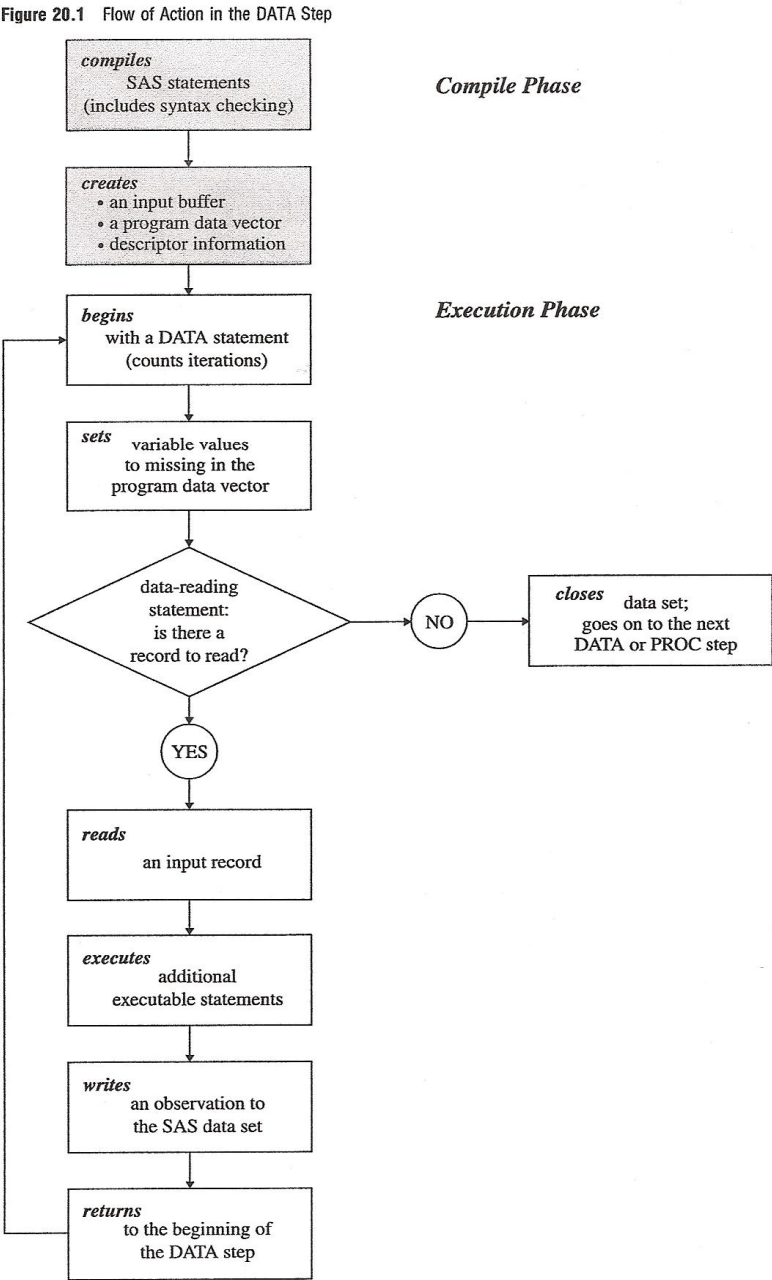 Figure 20.1 Flow of Action in the DATA Step
compiles
SAS statements
(includes syntax checking)
Compile Phase
creates
• an input buffer
• a program data vector
• descriptor information
begins
with a DATA statement
(counts iterations)
Execution Phase
sets variable values
to missing in the
program data vector
data-reading
statement:
is there a
record to read?
NO
closes data set;
goes on to the next
DATA or PROC step
YES
reads
an input record
executes
additional
executable statements
writes
an observation to
the SAS data set
returns
to the beginning of
the DATA step